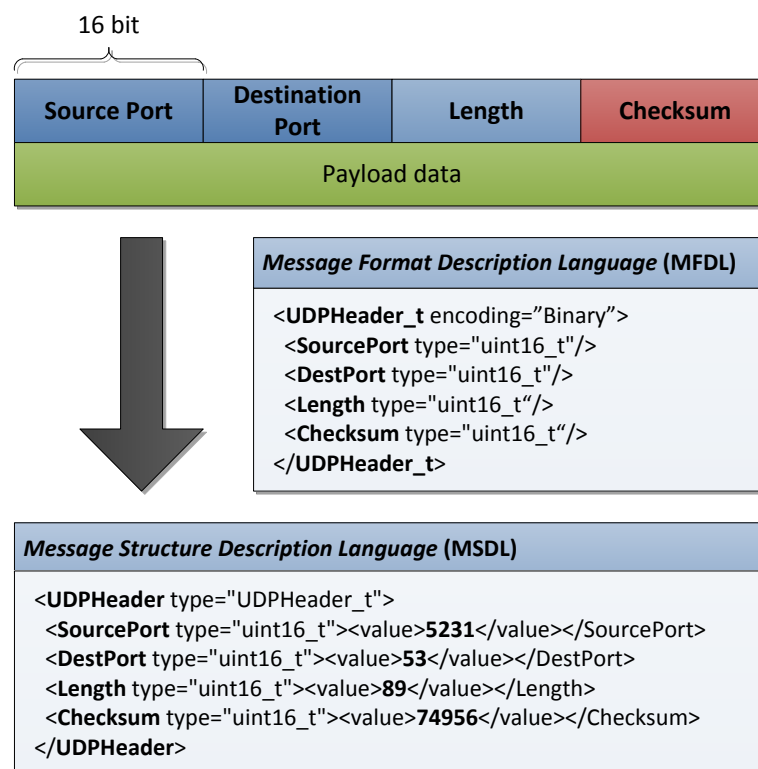 16 bit
Source Port
Destination
Port
Length
Checksum
Payload data
Message Format Description Language (MFDL)
<UDPHeader_t encoding=”Binary”>
<SourcePort type="uint16_t"/>
<DestPort type="uint16_t"/>
<Length type="uint16_t“/>
<Checksum type="uint16_t“/>
</UDPHeader_t>
Message Structure Description Language (MSDL)
<UDPHeader type="UDPHeader_t">
<SourcePort type="uint16_t"><value>5231</value></SourcePort>
<DestPort type="uint16_t"><value>53</value></DestPort>
<Length type="uint16_t"><value>89</value></Length>
<Checksum type="uint16_t"><value>74956</value></Checksum>
</UDPHeader>